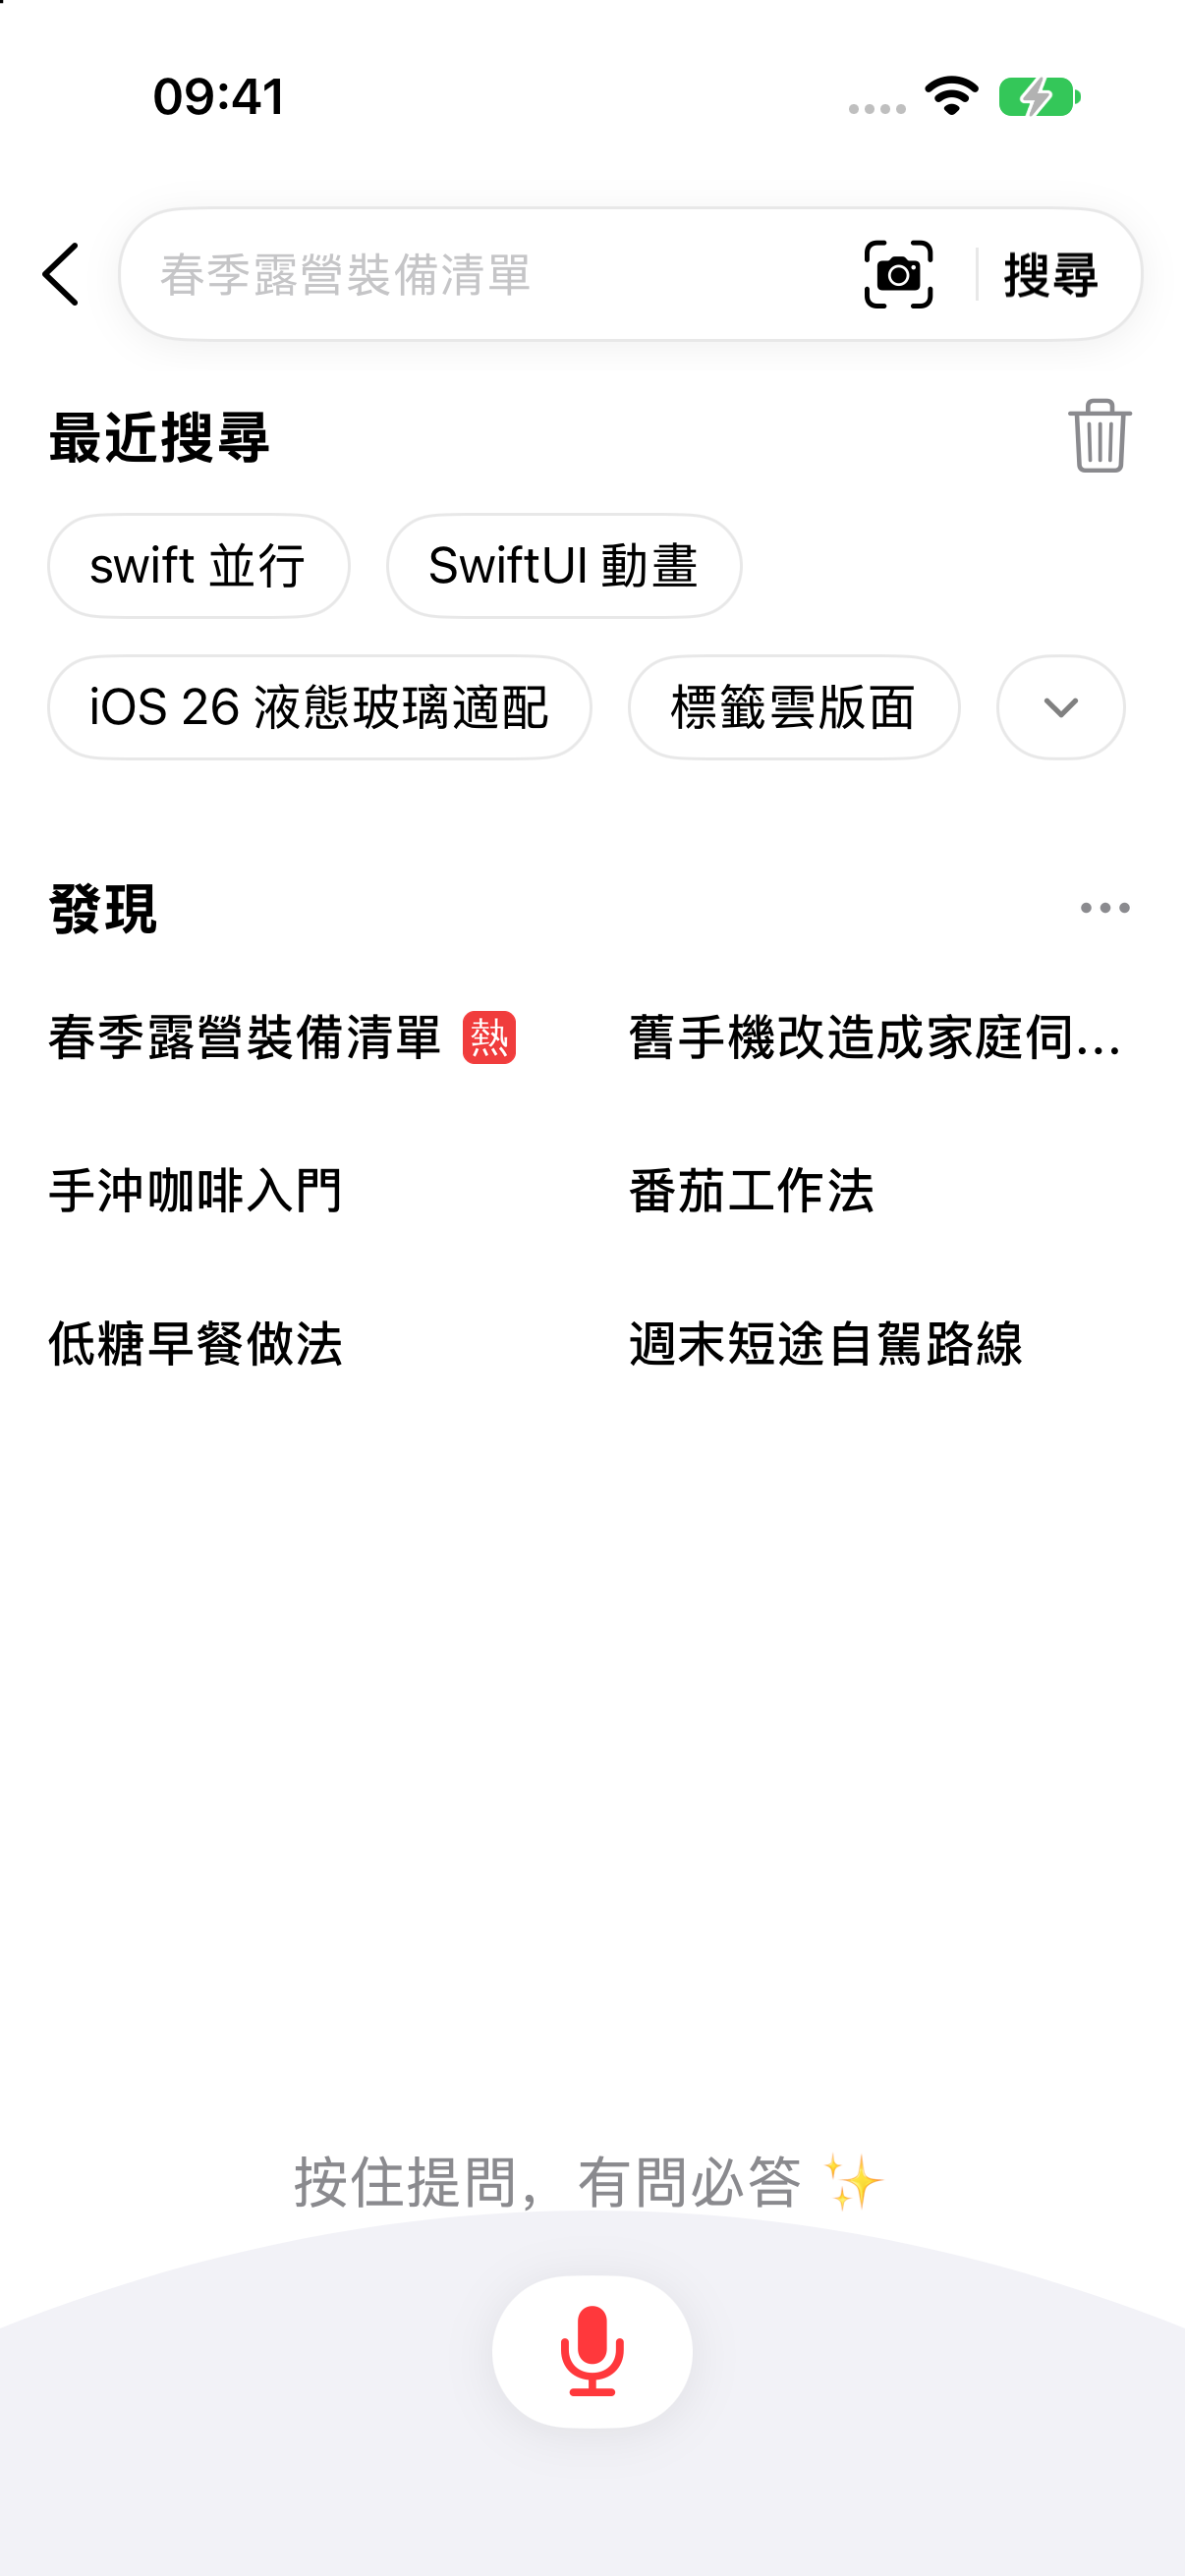 09:41
春季露營裝備清單 搜尋
最近搜尋
swift 並行 SwiftUI 動畫
iOS 26 液態玻璃適配 標籤雲版面
發現
春季露營裝備清單 熱 舊手機改造成家庭伺...
手沖咖啡入門 番茄工作法
低糖早餐做法 週末短途自駕路線
按住提問，有問必答 ✨